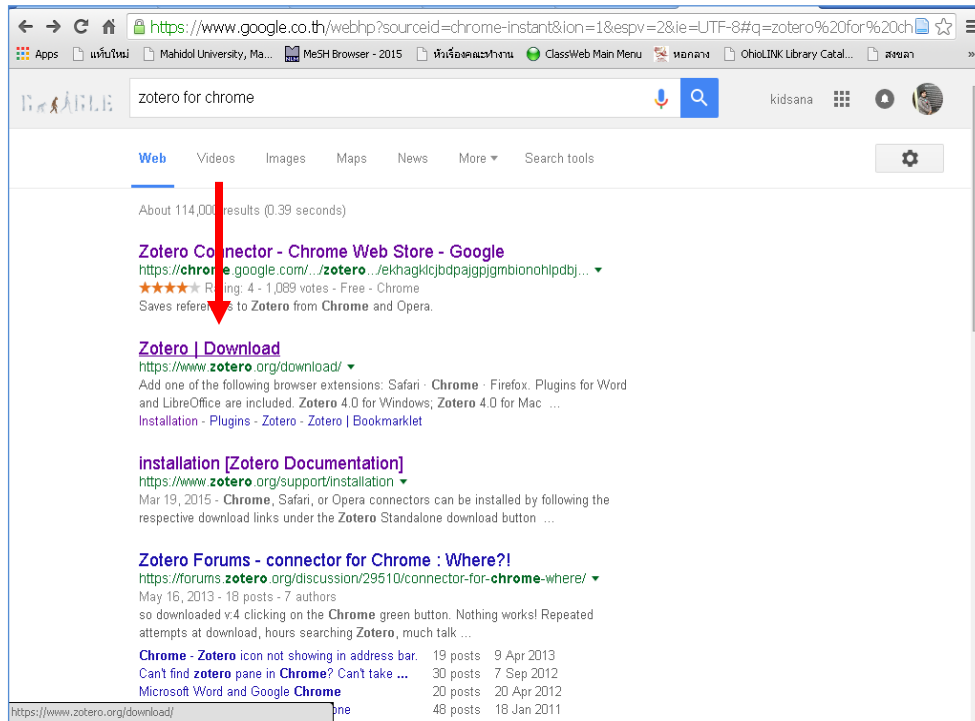 https://www.google.co.th/webhp?sourceid=chrome-instant&ion=1&espv=2&ie=UTF-8#q=zotero%20for%20ch
Apps แท็บใหม่ Mahidol University, Ma... MeSH Browser - 2015 หัวเรื่องคณะทำงาน ClassWeb Main Menu หอกลาง OhioLINK Library Catal... สงขลา »
GOOGLE zotero for chrome kidsana
Web Videos Images Maps News More Search tools
About 114,000 results (0.39 seconds)
Zotero Connector - Chrome Web Store - Google
https://chrome.google.com/.../zotero.../ekhagklcjbdpajgpjgmbionohlpdbj...
Rating: 4 - 1,089 votes - Free - Chrome
Saves references to Zotero from Chrome and Opera.
Zotero | Download
https://www.zotero.org/download/
Add one of the following browser extensions: Safari · Chrome · Firefox. Plugins for Word
and LibreOffice are included. Zotero 4.0 for Windows; Zotero 4.0 for Mac ...
Installation - Plugins - Zotero - Zotero | Bookmarklet
installation [Zotero Documentation]
https://www.zotero.org/support/installation
Mar 19, 2015 - Chrome, Safari, or Opera connectors can be installed by following the
respective download links under the Zotero Standalone download button ...
Zotero Forums - connector for Chrome : Where?!
https://forums.zotero.org/discussion/29510/connector-for-chrome-where/
May 16, 2013 - 18 posts - 7 authors
so downloaded v:4 clicking on the Chrome green button. Nothing works! Repeated
attempts at download, hours searching Zotero, much talk ...
Chrome - Zotero icon not showing in address bar. 19 posts 9 Apr 2013
Can't find zotero pane in Chrome? Can't take ... 30 posts 7 Sep 2012
Microsoft Word and Google Chrome 20 posts 20 Apr 2012
48 posts 18 Jan 2011
https://www.zotero.org/download/